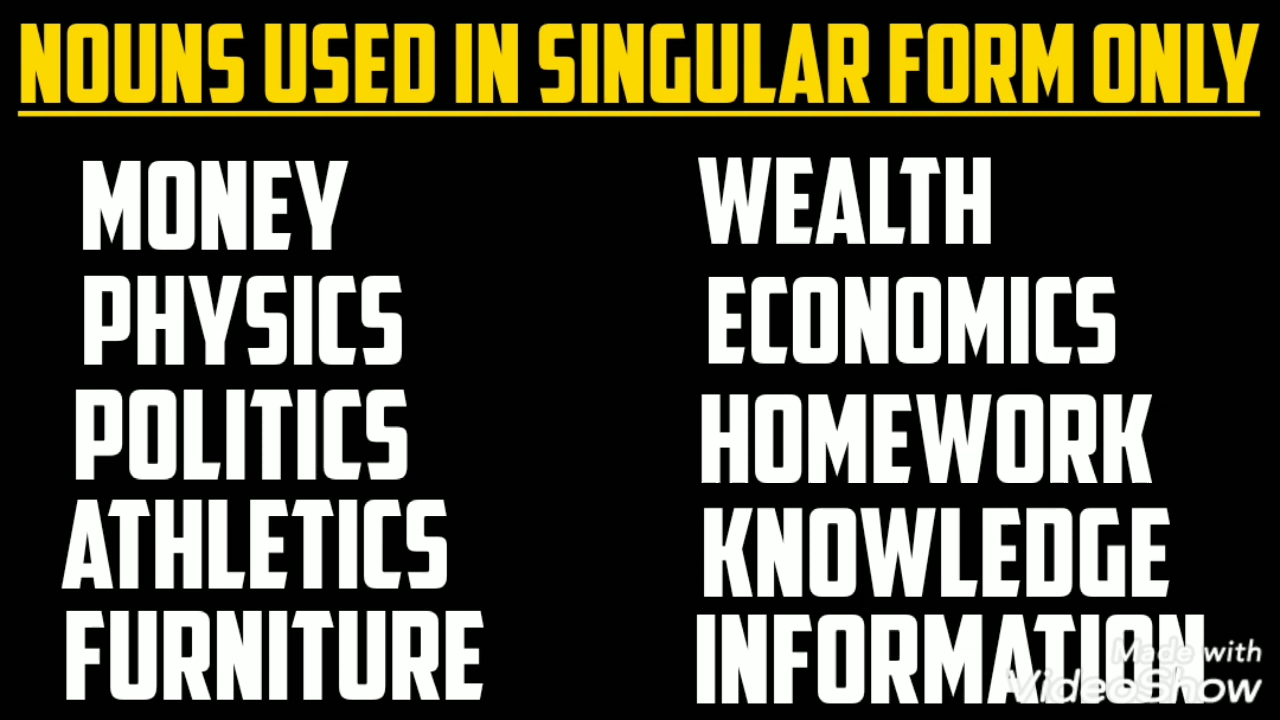 NOUNS USED IN SINGULAR FORM ONLY
MONEY
PHYSICS
POLITICS
ATHLETICS
FURNITURE
WEALTH
ECONOMICS
HOMEWORK
KNOWLEDGE
INFORMATION
Made with
VideoShow